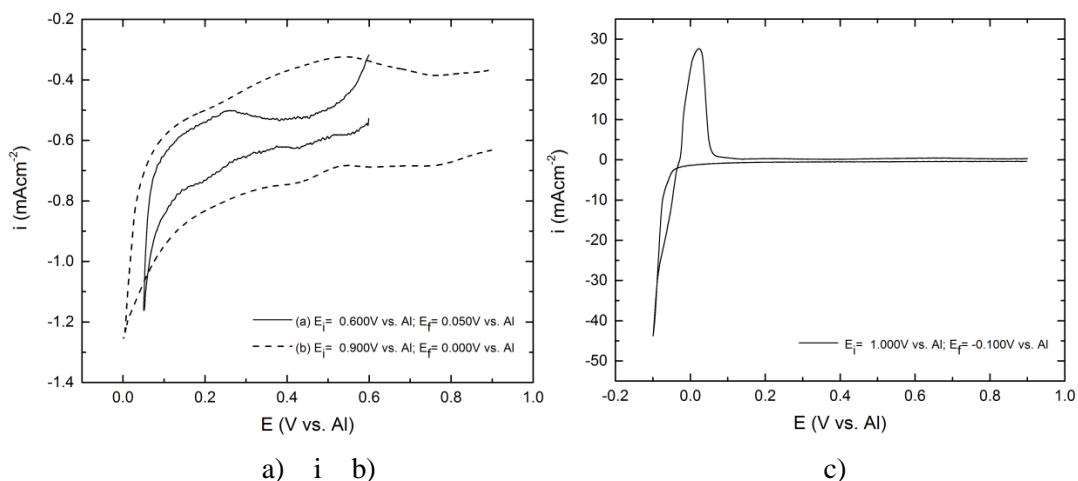 -0.2
-0.4
-0.6
-0.8
-1.0
-1.2
-1.4
i (mAcm-2)
(a) Ei= 0.600V vs. Al; Ef= 0.050V vs. Al
(b) Ei= 0.900V vs. Al; Ef= 0.000V vs. Al
0.0 0.2 0.4 0.6 0.8 1.0
E (V vs. Al)
a) i b)
30
20
10
0
-10
-20
-30
-40
-50
i (mAcm-2)
Ei= 1.000V vs. Al; Ef= -0.100V vs. Al
-0.2 0.0 0.2 0.4 0.6 0.8 1.0
E (V vs. Al)
c)